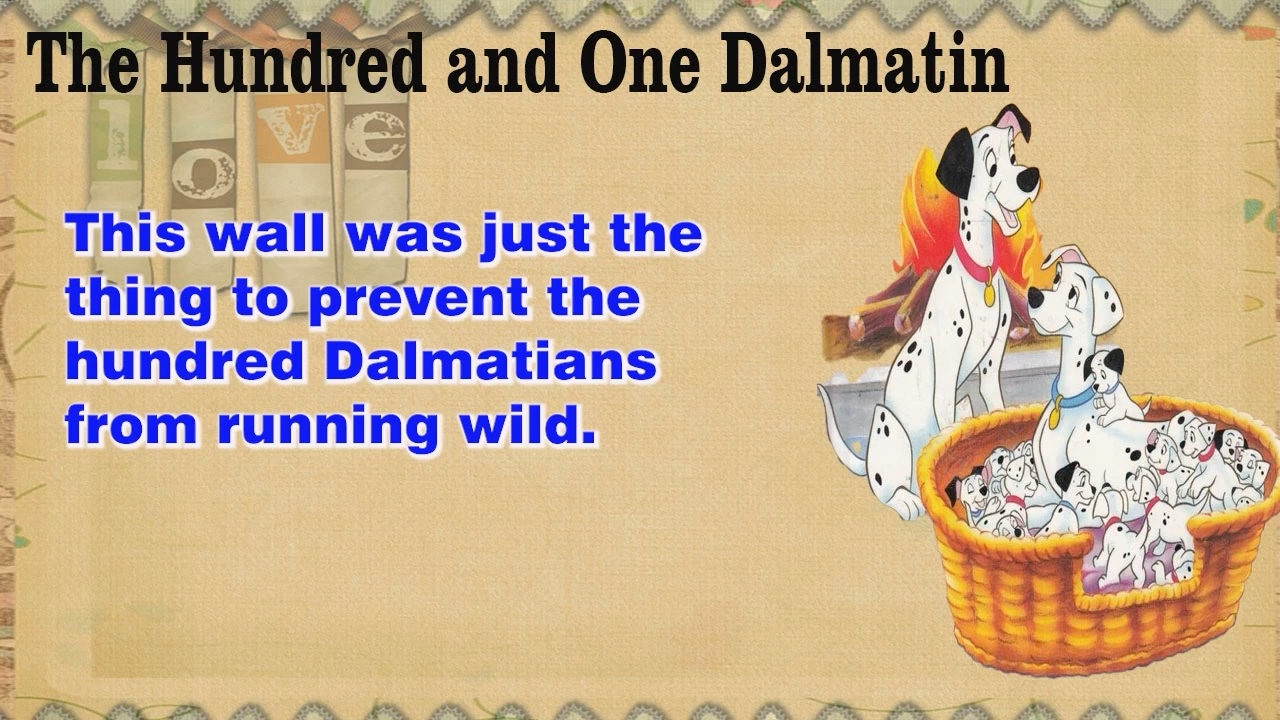 The Hundred and One Dalmatin
love
This wall was just the
thing to prevent the
hundred Dalmatians
from running wild.